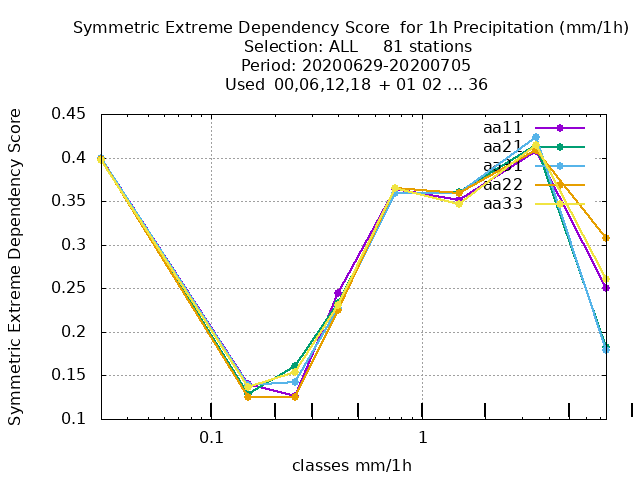 Symmetric Extreme Dependency Score  for 1h Precipitation (mm/1h)
Selection: ALL     81 stations
Period: 20200629-20200705
Used  00,06,12,18  + 01 02 ... 36
Symmetric Extreme Dependency Score
0.45
0.4
0.35
0.3
0.25
0.2
0.15
0.1
0.1
1
classes mm/1h
aa11
aa21
aa22
aa33